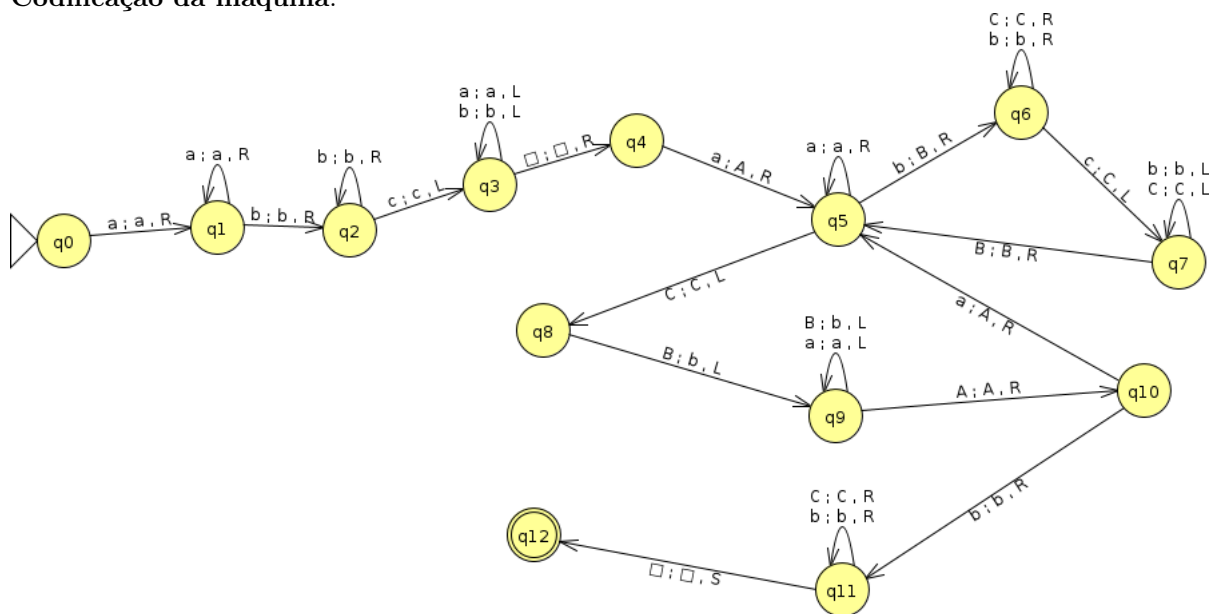 Codificação da máquina:
C ; C , R
b ; b , R
q6
a ; a , L
b ; b , L
q3
□ ; □ , R
q4
a ; A , R
a ; a , R
q5
b ; B , R
c ; C , L
b ; b , L
C ; C , L
q7
B ; B , R
q0
a ; a , R
a ; a , R
q1
b ; b , R
b ; b , R
q2
c ; c , L
C ; C , L
q8
B ; b , L
B ; b , L
a ; a , L
q9
A ; A , R
a ; A , R
q10
b ; b , R
C ; C , R
b ; b , R
q11
□ ; □ , S
q12